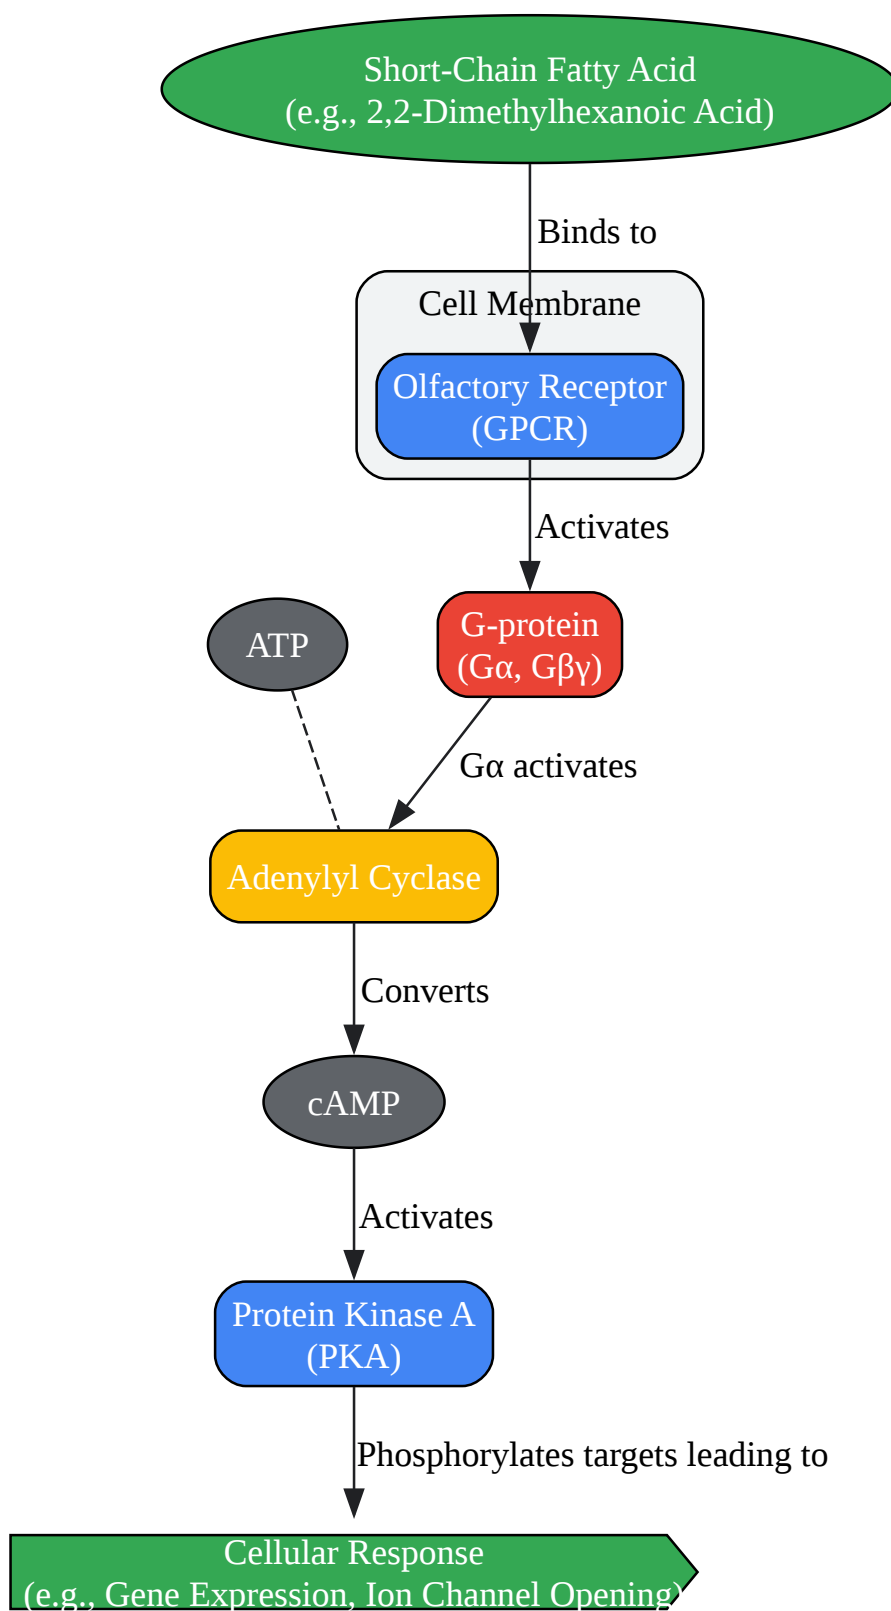 Short-Chain Fatty Acid
(e.g., 2,2-Dimethylhexanoic Acid)
Binds to
Cell Membrane
Olfactory Receptor
(GPCR)
Activates
ATP
G-protein
(Gα, Gβγ)
Gα activates
Adenylyl Cyclase
Converts
cAMP
Activates
Protein Kinase A
(PKA)
Phosphorylates targets leading to
Cellular Response
(e.g., Gene Expression, Ion Channel Opening)